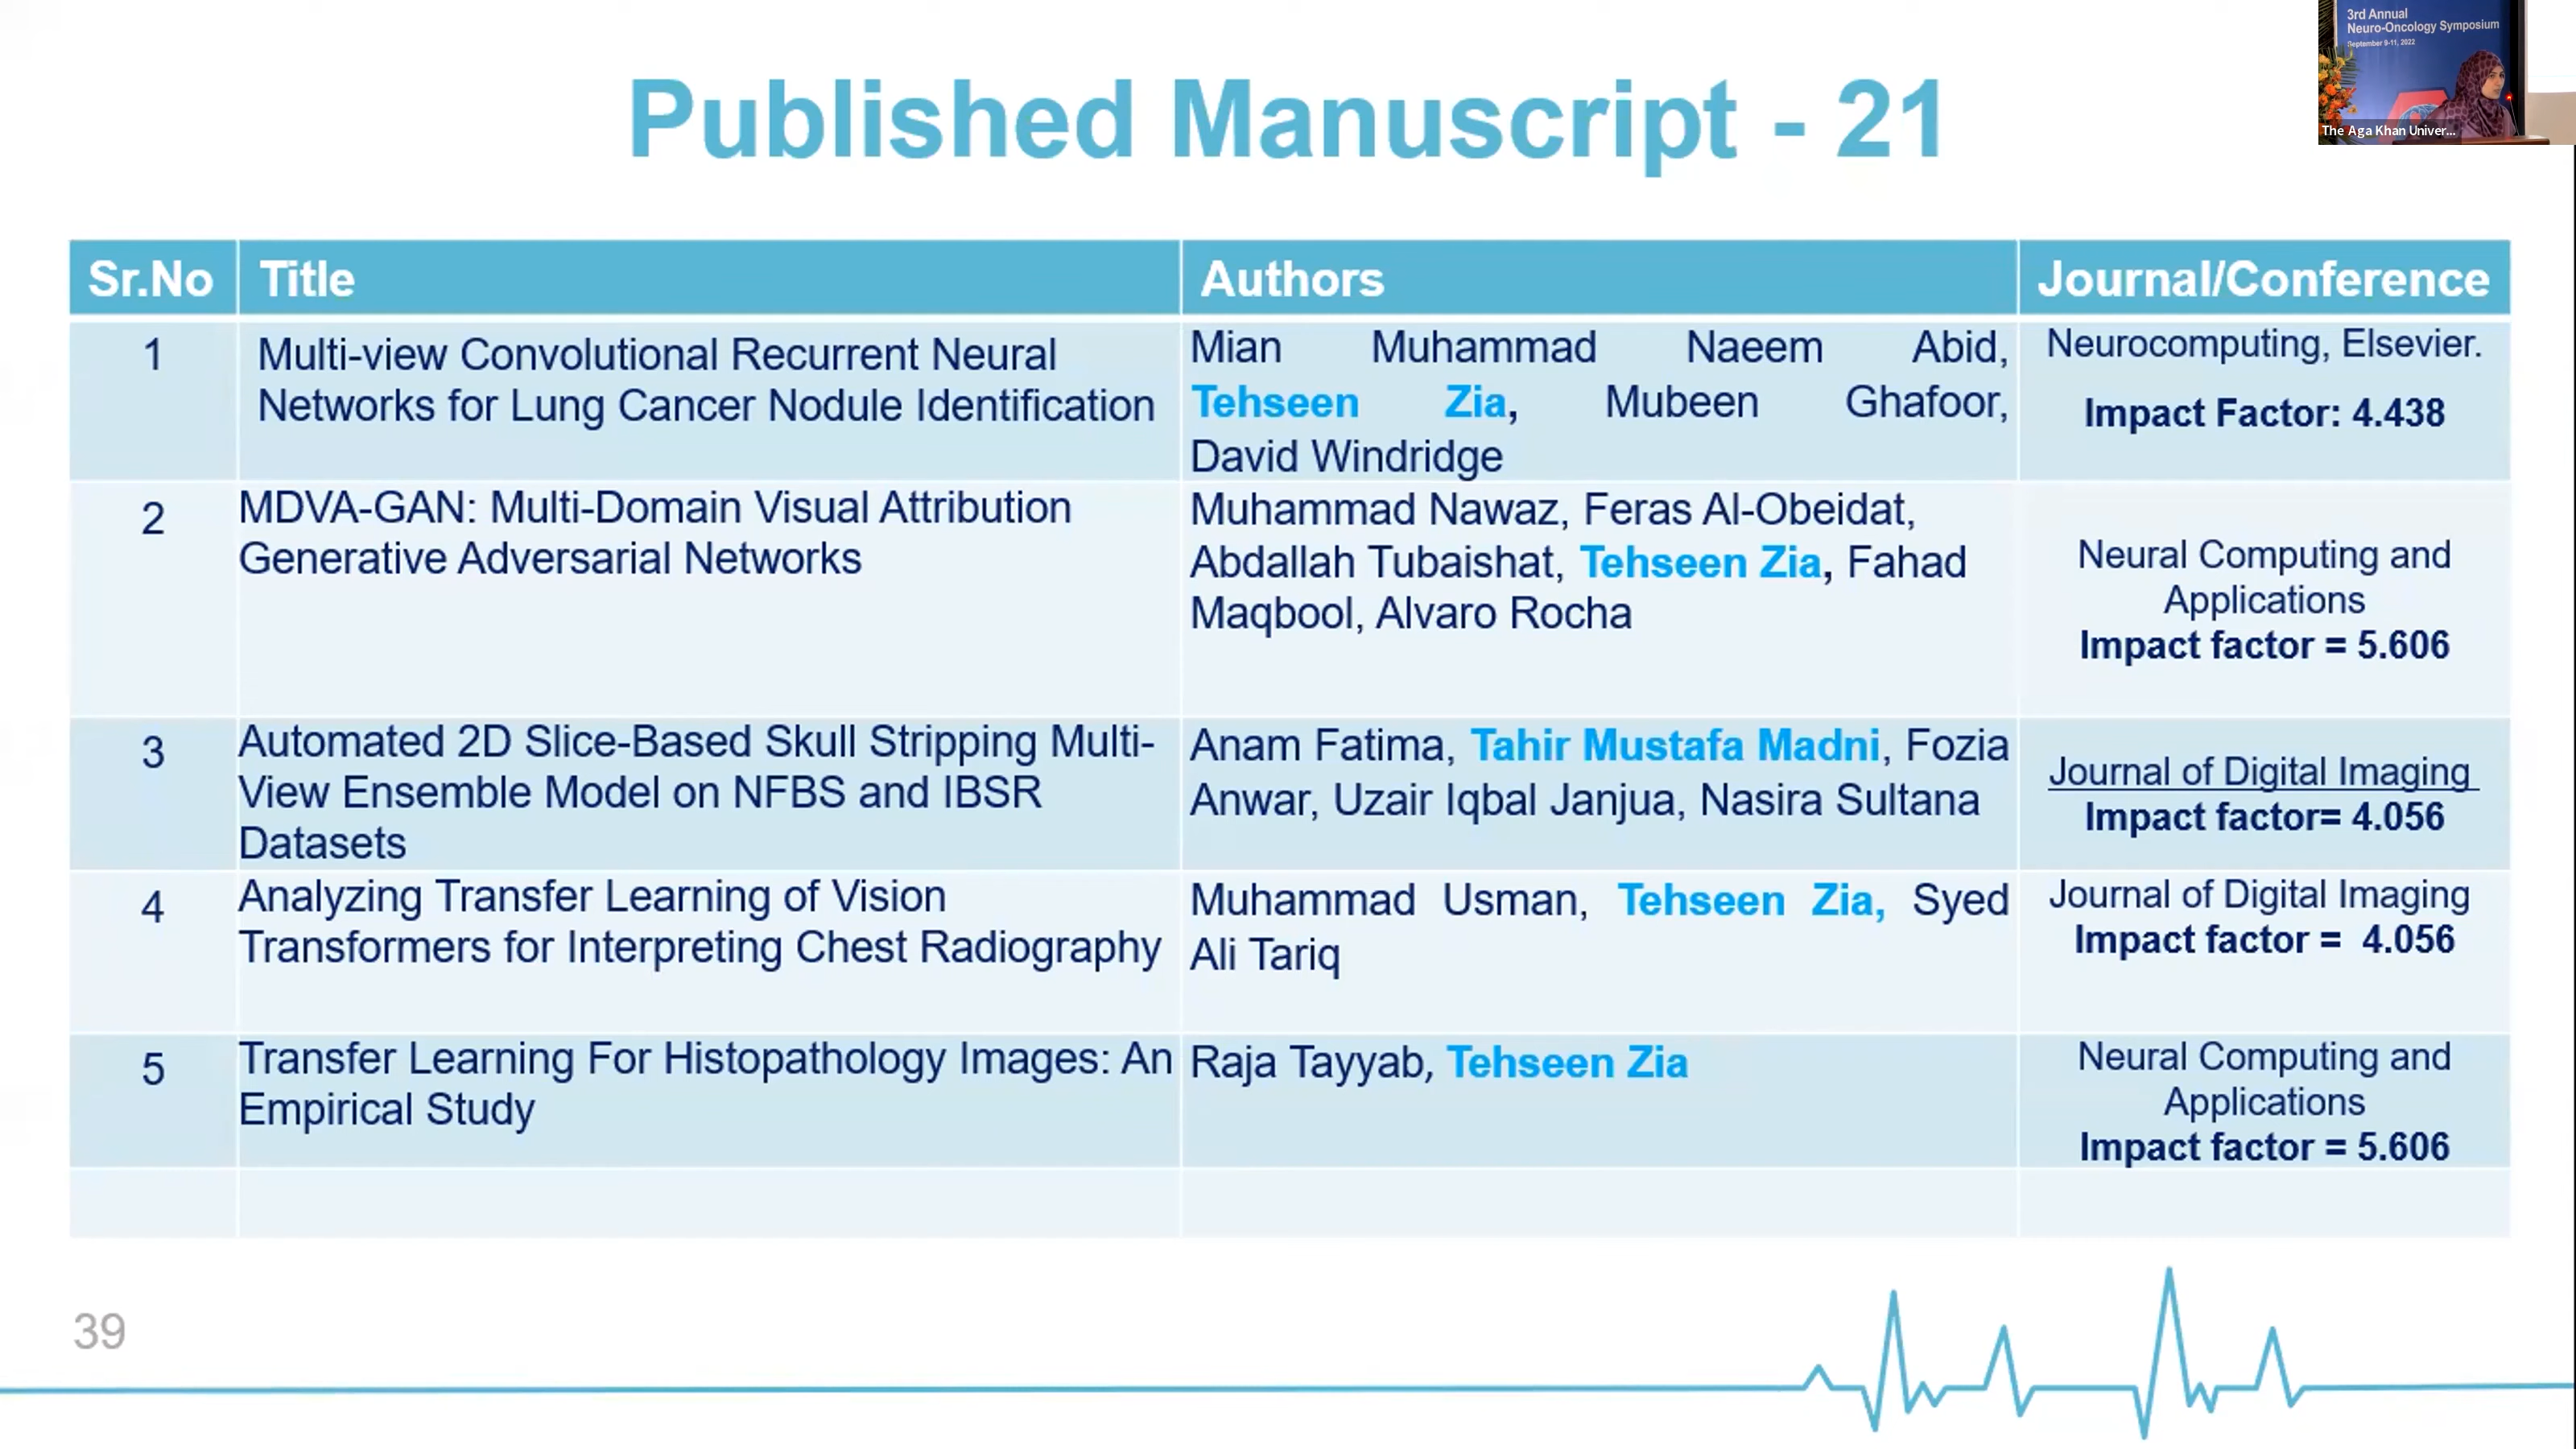 3rd Annual
Neuro-Oncology Symposium
September 9-11, 2022
The Aga Khan Univer...
Published Manuscript - 21
Sr.No Title Authors Journal/Conference
1
Multi-view Convolutional Recurrent Neural
Networks for Lung Cancer Nodule Identification
Mian Muhammad Naeem Abid,
Tehseen Zia, Mubeen Ghafoor,
David Windridge
Neurocomputing, Elsevier.
Impact Factor: 4.438
2
MDVA-GAN: Multi-Domain Visual Attribution
Generative Adversarial Networks
Muhammad Nawaz, Feras Al-Obeidat,
Abdallah Tubaishat, Tehseen Zia, Fahad
Maqbool, Alvaro Rocha
Neural Computing and
Applications
Impact factor = 5.606
3
Automated 2D Slice-Based Skull Stripping Multi-
View Ensemble Model on NFBS and IBSR
Datasets
Anam Fatima, Tahir Mustafa Madni, Fozia
Anwar, Uzair Iqbal Janjua, Nasira Sultana
Journal of Digital Imaging
Impact factor= 4.056
4
Analyzing Transfer Learning of Vision
Transformers for Interpreting Chest Radiography
Muhammad Usman, Tehseen Zia, Syed
Ali Tariq
Journal of Digital Imaging
Impact factor = 4.056
5
Transfer Learning For Histopathology Images: An
Empirical Study
Raja Tayyab, Tehseen Zia
Neural Computing and
Applications
Impact factor = 5.606
39